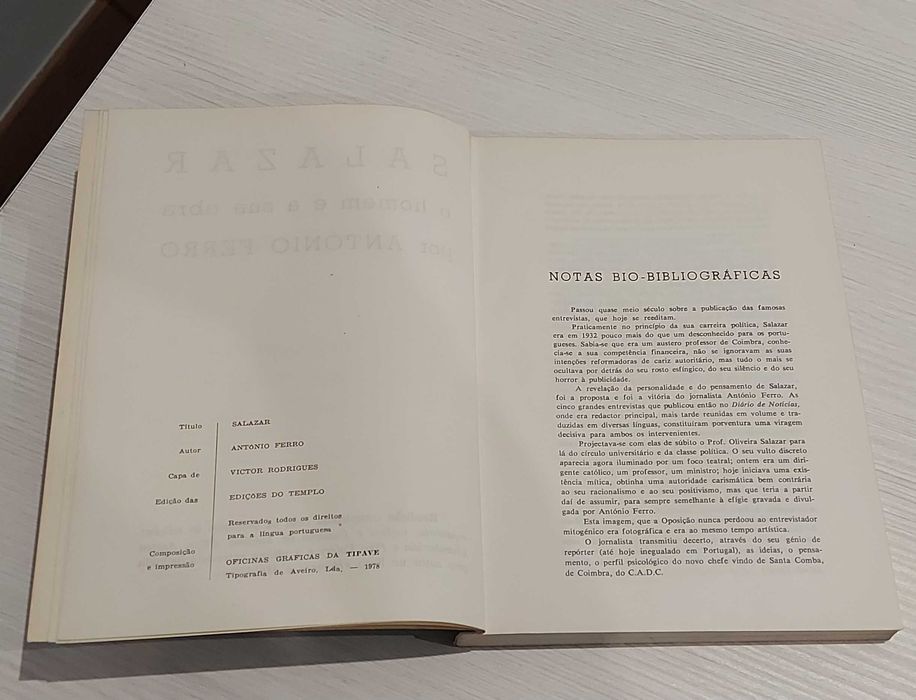 SALAZAR
o homem e a sua obra
por ANTONIO FERRO
Título SALAZAR
Autor ANTONIO FERRO
Capa de VICTOR RODRIGUES
Edição das EDIÇOES DO TEMPLO
Reservados todos os direitos
para a língua portuguesa
Composição
e impressão
OFICINAS GRAFICAS DA TIPAVE
Tipografia de Aveiro, Lda, — 1978
NOTAS BIO-BIBLIOGRÁFICAS
Passou quase meio século sobre a publicação das famosas
entrevistas, que hoje se reeditam.
Praticamente no princípio da sua carreira política, Salazar
era em 1932 pouco mais do que um desconhecido para os portu-
gueses. Sabia-se que era um austero professor de Coimbra, conhe-
cia-se a sua competência financeira, não se ignoravam as suas
intenções reformadoras de cariz autoritário, mas tudo o mais se
ocultava por detrás do seu rosto esfíngico, do seu silêncio e do seu
horror à publicidade.
A revelação da personalidade e do pensamento de Salazar,
foi a proposta e foi a vitória do jornalista António Ferro. As
cinco grandes entrevistas que publicou então no Diário de Notícias,
onde era redactor principal, mais tarde reunidas em volume e tra-
duzidas em diversas línguas, constituíram porventura uma viragem
decisiva para ambos os intervenientes.
Projectava-se com elas de súbito o Prof. Oliveira Salazar para
lá do círculo universitário e da classe política. O seu vulto discreto
aparecia agora iluminado por um foco teatral; ontem era um diri-
gente católico, um professor, um ministro; hoje iniciava uma exis-
tência mítica, obtinha uma autoridade carismática bem contrária
ao seu racionalismo e ao seu positivismo, mas que teria a partir
daí de assumir, para sempre semelhante à efígie gravada e divul-
gada por António Ferro.
Esta imagem, que a Oposição nunca perdoou ao entrevistador
mitogénico era fotográfica e era ao mesmo tempo artística.
O jornalista transmitiu decerto, através do seu génio de
repórter (até hoje inegualado em Portugal), as ideias, o pensa-
mento, o perfil psicológico do novo chefe vindo de Santa Comba,
de Coimbra, do C.A.D.C.